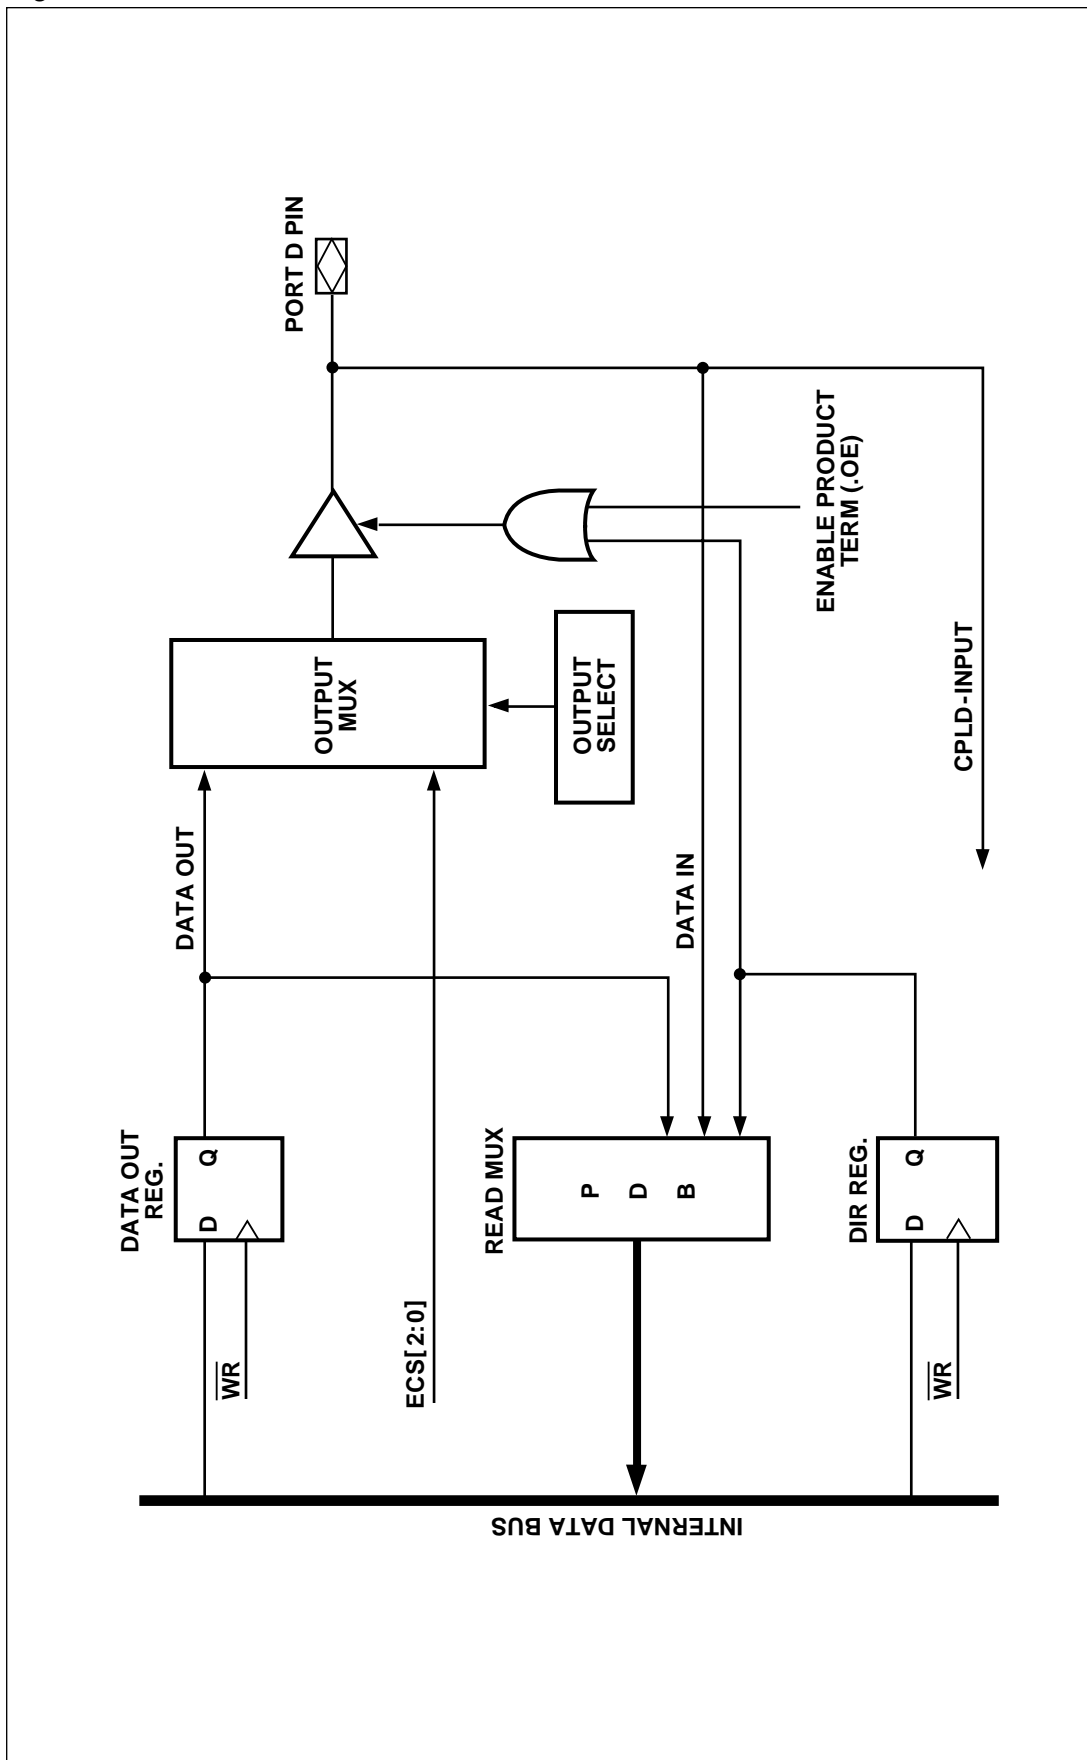 DATA OUT
REG.
D
Q
WR
DATA OUT
ECS[2:0]
OUTPUT
MUX
PORT D PIN
OUTPUT
SELECT
READ MUX
P
D
B
DATA IN
ENABLE PRODUCT
TERM (.OE)
DIR REG.
D
Q
WR
CPLD-INPUT
INTERNAL DATA BUS